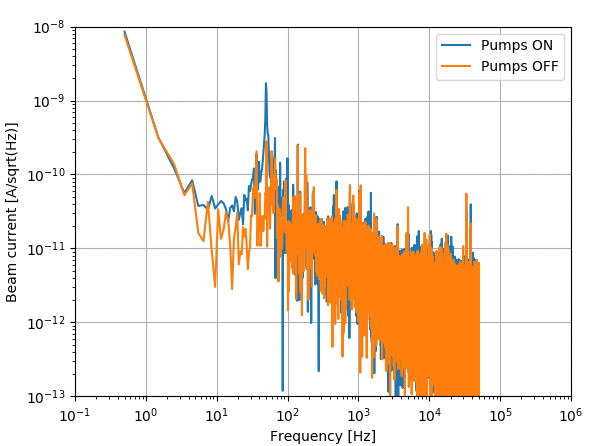 10⁻⁸
10⁻⁹
10⁻¹⁰
10⁻¹¹
10⁻¹²
10⁻¹³
Beam current [A/sqrt(Hz)]
Pumps ON
Pumps OFF
10⁻¹ 10⁰ 10¹ 10² 10³ 10⁴ 10⁵ 10⁶
Frequency [Hz]